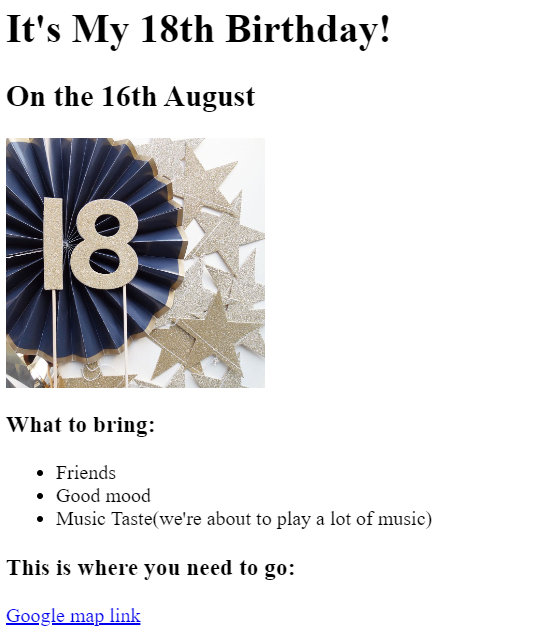 It's My 18th Birthday!
On the 16th August
18
What to bring:
Friends
Good mood
Music Taste(we're about to play a lot of music)
This is where you need to go:
Google map link